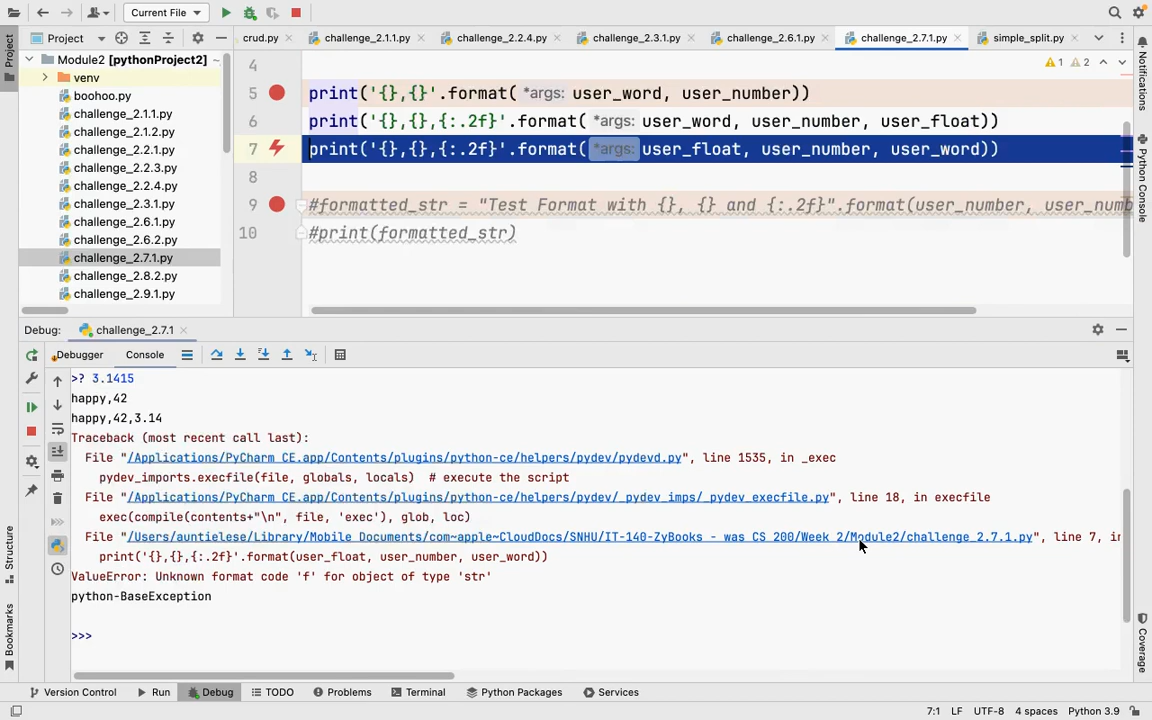 Current File
Project
crud.py
challenge_2.1.1.py
challenge_2.2.4.py
challenge_2.3.1.py
challenge_2.6.1.py
challenge_2.7.1.py
simple_split.py
Project
Module2 [pythonProject2]
venv
boohoo.py
challenge_2.1.1.py
challenge_2.1.2.py
challenge_2.2.1.py
challenge_2.2.3.py
challenge_2.2.4.py
challenge_2.3.1.py
challenge_2.6.1.py
challenge_2.6.2.py
challenge_2.7.1.py
challenge_2.8.2.py
challenge_2.9.1.py
1 2
4
5 print('{},{}'.format( *args: user_word, user_number))
6 print('{},{},{:.2f}'.format( *args: user_word, user_number, user_float))
7 print('{},{},{:.2f}'.format( *args: user_float, user_number, user_word))
8
9 #formatted_str = "Test Format with {}, {} and {:.2f}".format(user_number, user_numb
10 #print(formatted_str)
Notifications
Python Console
Coverage
Structure
Bookmarks
Debug: challenge_2.7.1
Debugger Console
>? 3.1415
happy,42
happy,42,3.14
Traceback (most recent call last):
File "/Applications/PyCharm CE.app/Contents/plugins/python-ce/helpers/pydev/pydevd.py", line 1535, in _exec
pydev_imports.execfile(file, globals, locals) # execute the script
File "/Applications/PyCharm CE.app/Contents/plugins/python-ce/helpers/pydev/_pydev_imps/_pydev_execfile.py", line 18, in execfile
exec(compile(contents+"\n", file, 'exec'), glob, loc)
File "/Users/auntielese/Library/Mobile Documents/com~apple~CloudDocs/SNHU/IT-140-ZyBooks - was CS 200/Week 2/Module2/challenge_2.7.1.py", line 7, in
print('{},{},{:.2f}'.format(user_float, user_number, user_word))
ValueError: Unknown format code 'f' for object of type 'str'
python-BaseException
>>>
Version Control
Run
Debug
TODO
Problems
Terminal
Python Packages
Services
7:1 LF UTF-8 4 spaces Python 3.9